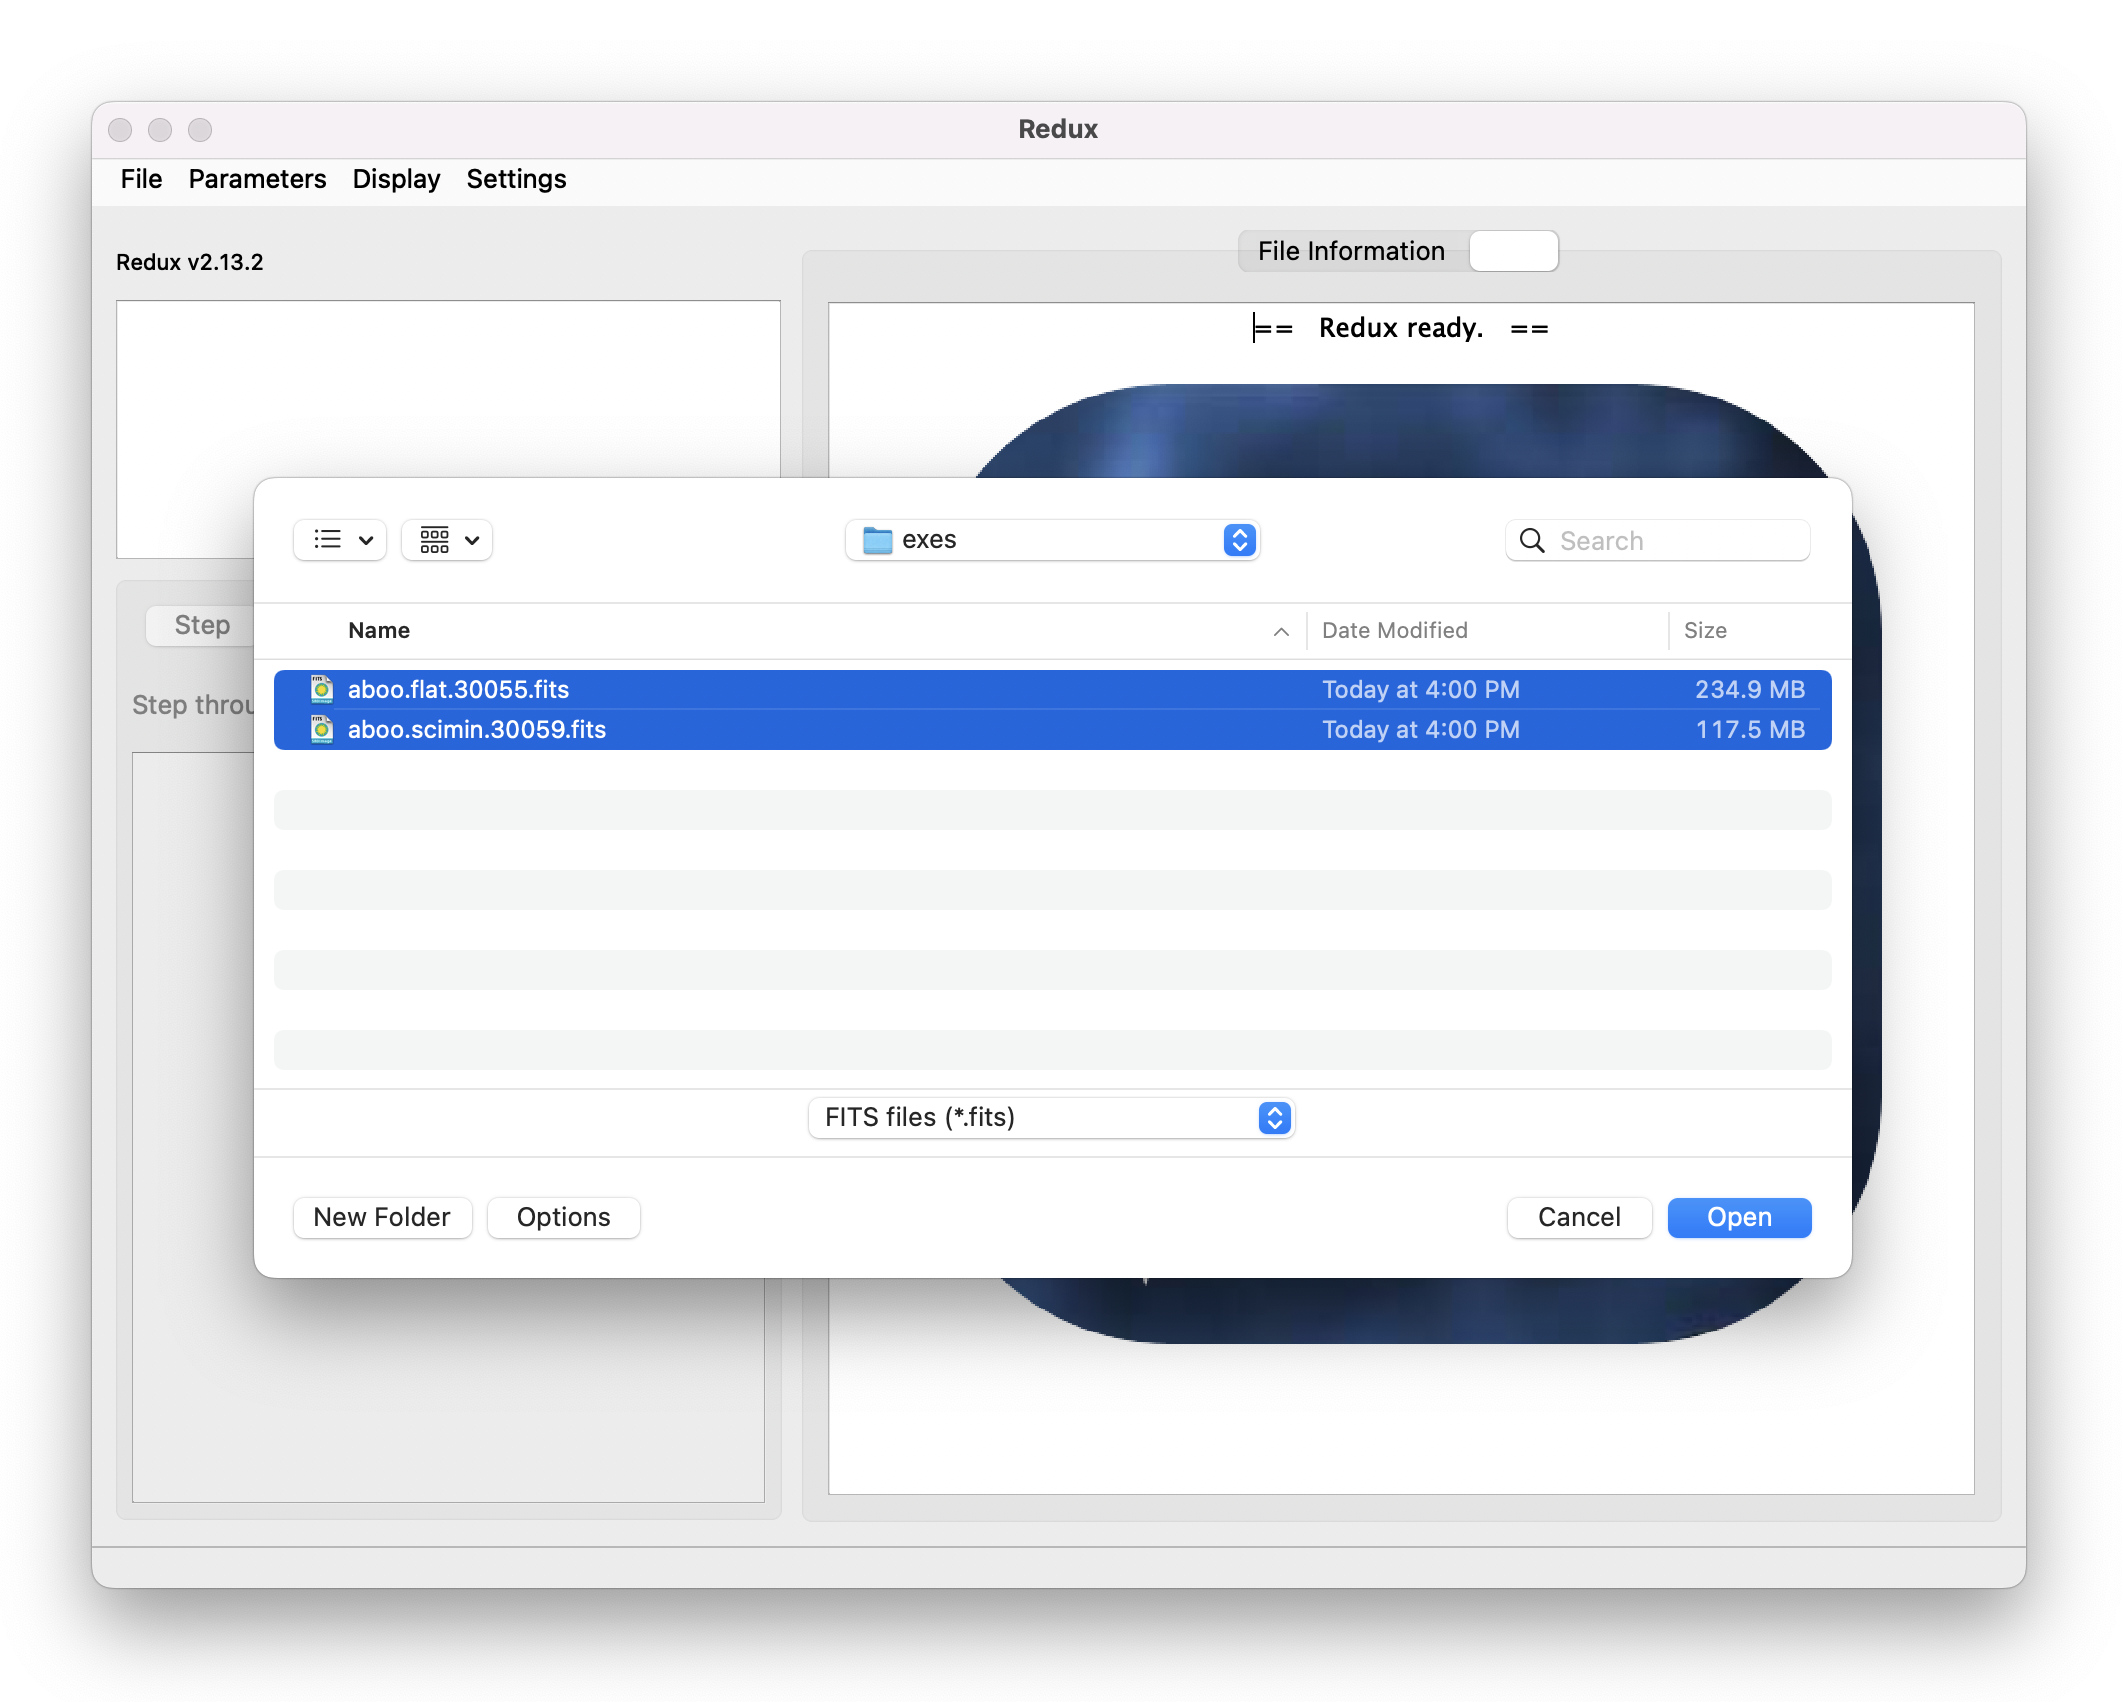 Redux
File Parameters Display Settings
Redux v2.13.2
File Information
== Redux ready. ==
exes
Search
Step
Name Date Modified Size
aboo.flat.30055.fits Today at 4:00 PM 234.9 MB
Step throu
aboo.scimin.30059.fits Today at 4:00 PM 117.5 MB
FITS files (*.fits)
New Folder Options Cancel Open